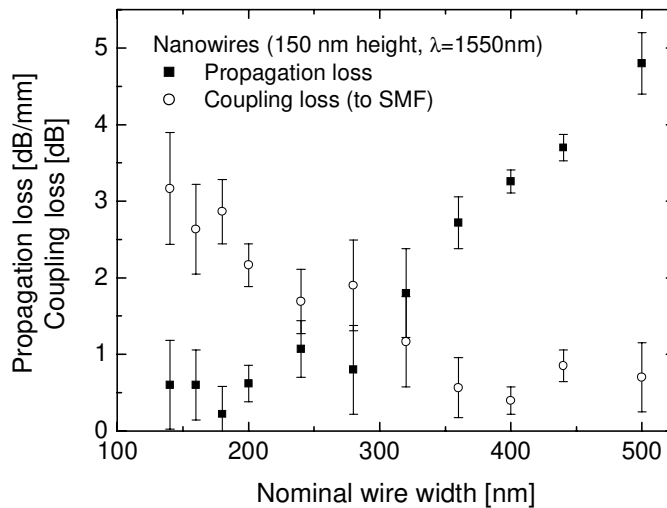 Nanowires (150 nm height, λ=1550nm)
Propagation loss
Coupling loss (to SMF)
Propagation loss [dB/mm]
Coupling loss [dB]
5
4
3
2
1
0
100
200
300
400
500
Nominal wire width [nm]